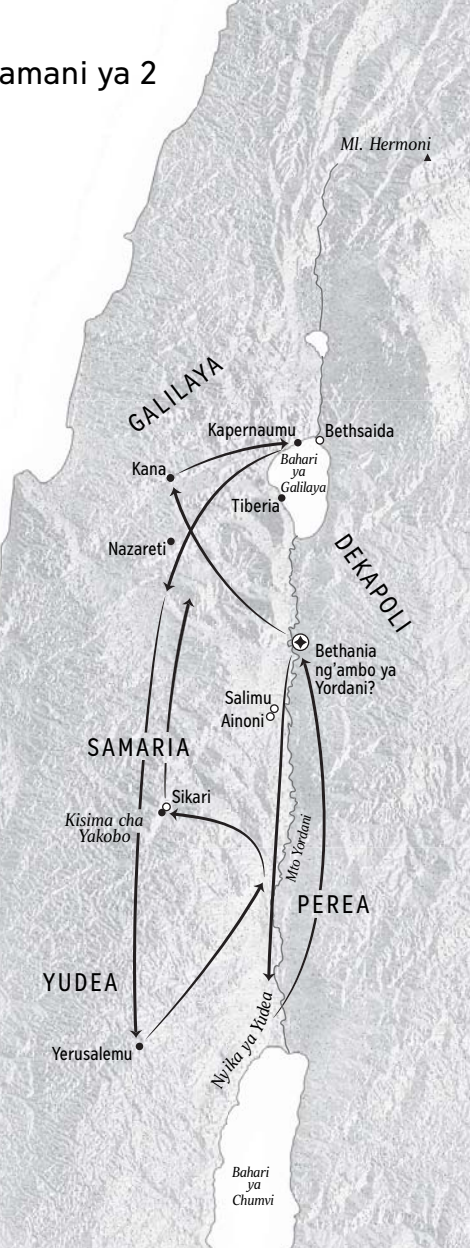 amani ya 2
Ml. Hermoni
GALILAYA
Kapernaumu
Bethsaida
Kana
Bahari
ya
Galilaya
Tiberia
Nazareti
DEKAPOLI
Bethania
ng'ambo ya
Yordani?
Salimu
Ainoni
SAMARIA
Sikari
Kisima cha
Yakobo
Mto Yordani
PEREA
YUDEA
Nyika ya Yudea
Yerusalemu
Bahari
ya
Chumvi